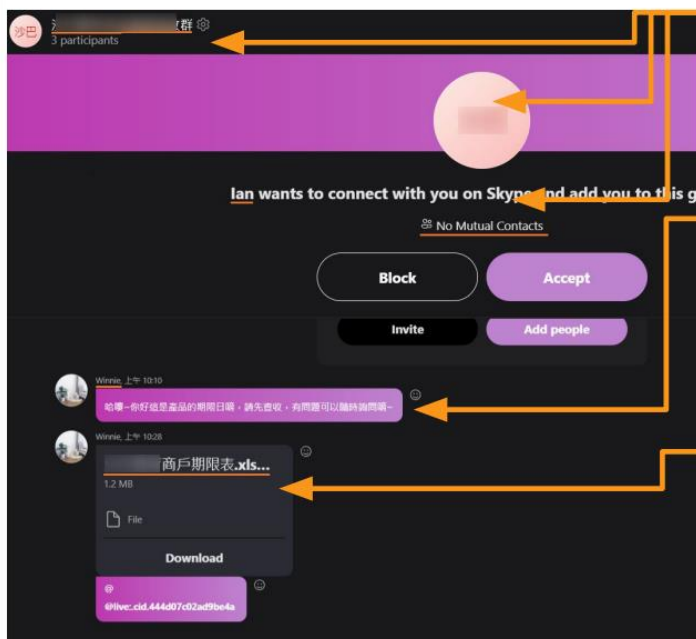 沙巴
群
3 participants
Ian wants to connect with you on Skype and add you to this g
No Mutual Contacts
Block
Accept
Invite
Add people
Winnie, 上午 10:10
哈嘍~你好這是產品的期限日喔,請先查收,有問題可以隨時詢問喔~
Winnie, 上午 10:28
商戶期限表.xls...
1.2 MB
File
Download
@
@live:.cid.444d07c02ad9be4a